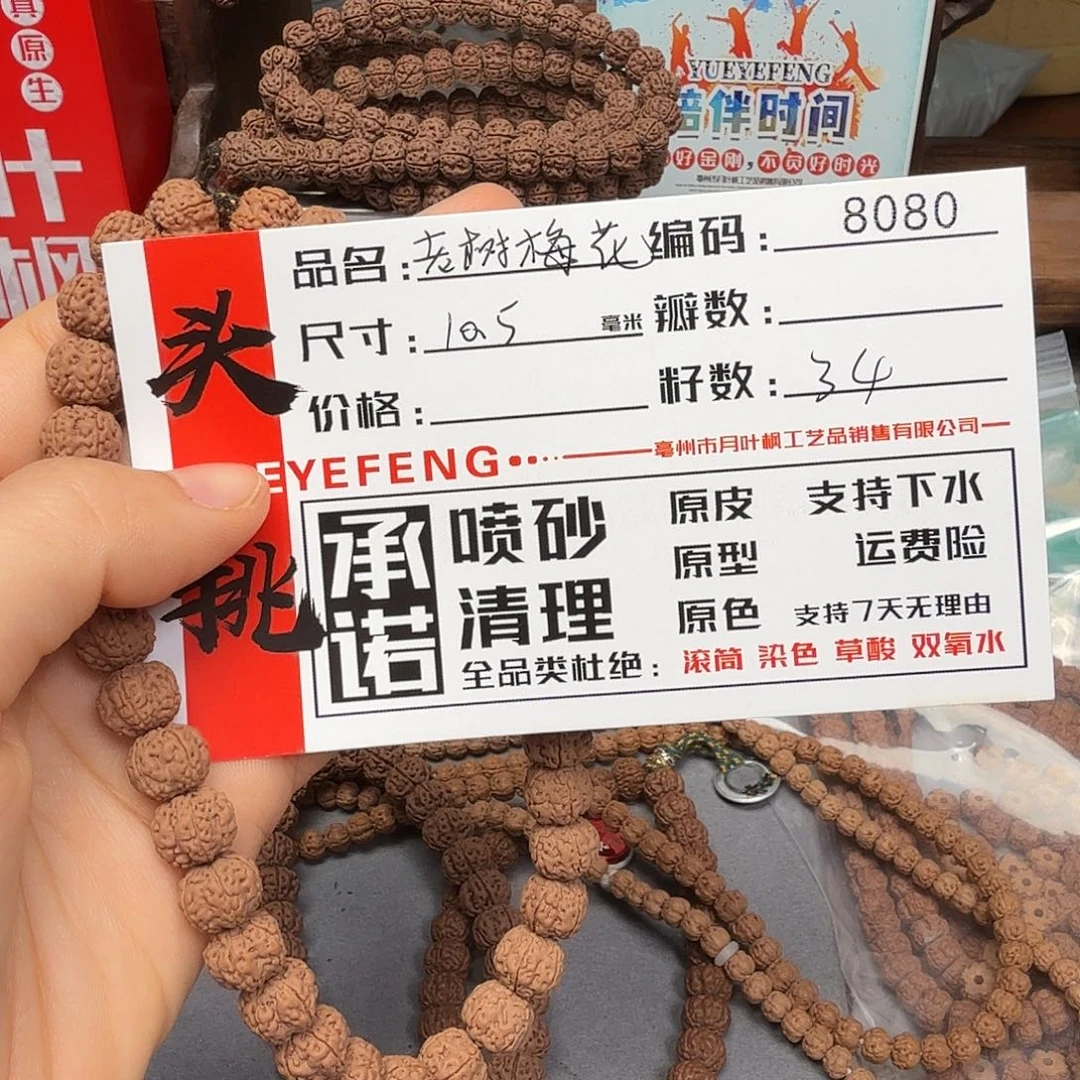 真原生
叶
枫
YUEYEFENG
陪伴时间
好金刚,不负好时光
头
挑
品名:老树梅花
编码:8080
尺寸:10.5毫米
瓣数:
价格:
籽数:34
EYEFENG
亳州市月叶枫工艺品销售有限公司
承诺
喷砂
清理
原皮
原型
原色
支持下水
运费险
支持7天无理由
全品类杜绝:滚筒 染色 草酸 双氧水